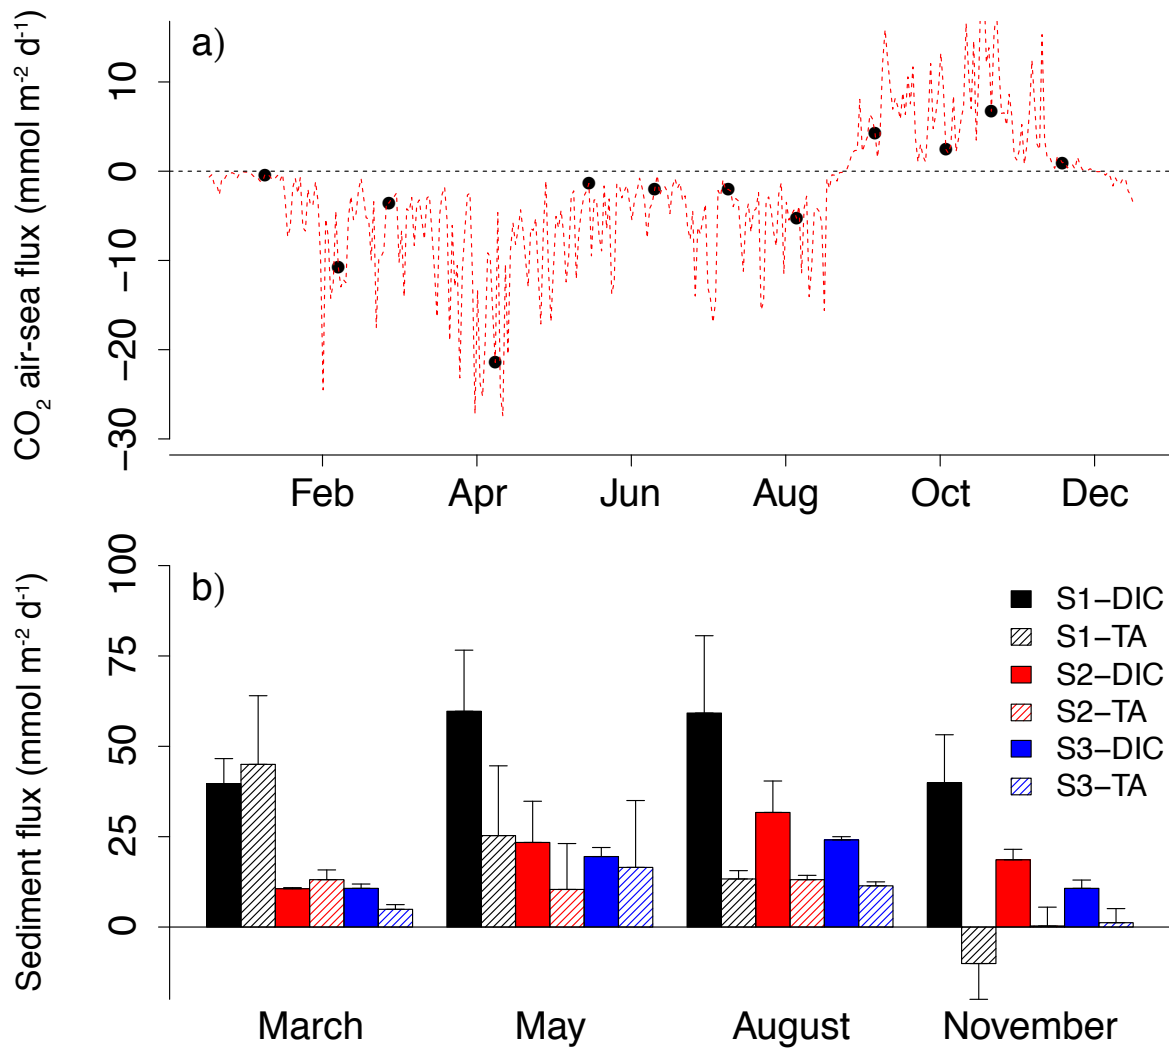 a)
CO₂ air-sea flux (mmol m⁻² d⁻¹)
10
0
−10
−20
−30
Feb Apr Jun Aug Oct Dec
b)
Sediment flux (mmol m⁻² d⁻¹)
100
75
50
25
0
S1−DIC
S1−TA
S2−DIC
S2−TA
S3−DIC
S3−TA
March May August November